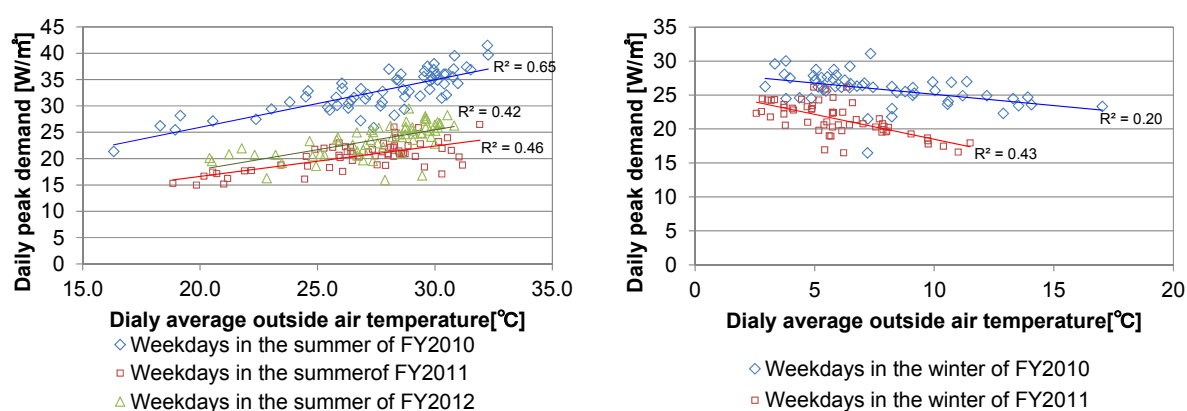 Daily peak demand [W/㎡]
45
40
35
30
25
20
15
10
5
0
R² = 0.65
R² = 0.42
R² = 0.46
15.0 20.0 25.0 30.0 35.0
Dialy average outside air temperature[℃]
Weekdays in the summer of FY2010
Weekdays in the summerof FY2011
Weekdays in the summer of FY2012
Daily peak demand [W/㎡]
35
30
25
20
15
10
5
0
R² = 0.20
R² = 0.43
0 5 10 15 20
Dialy average outside air temperature[℃]
Weekdays in the winter of FY2010
Weekdays in the winter of FY2011